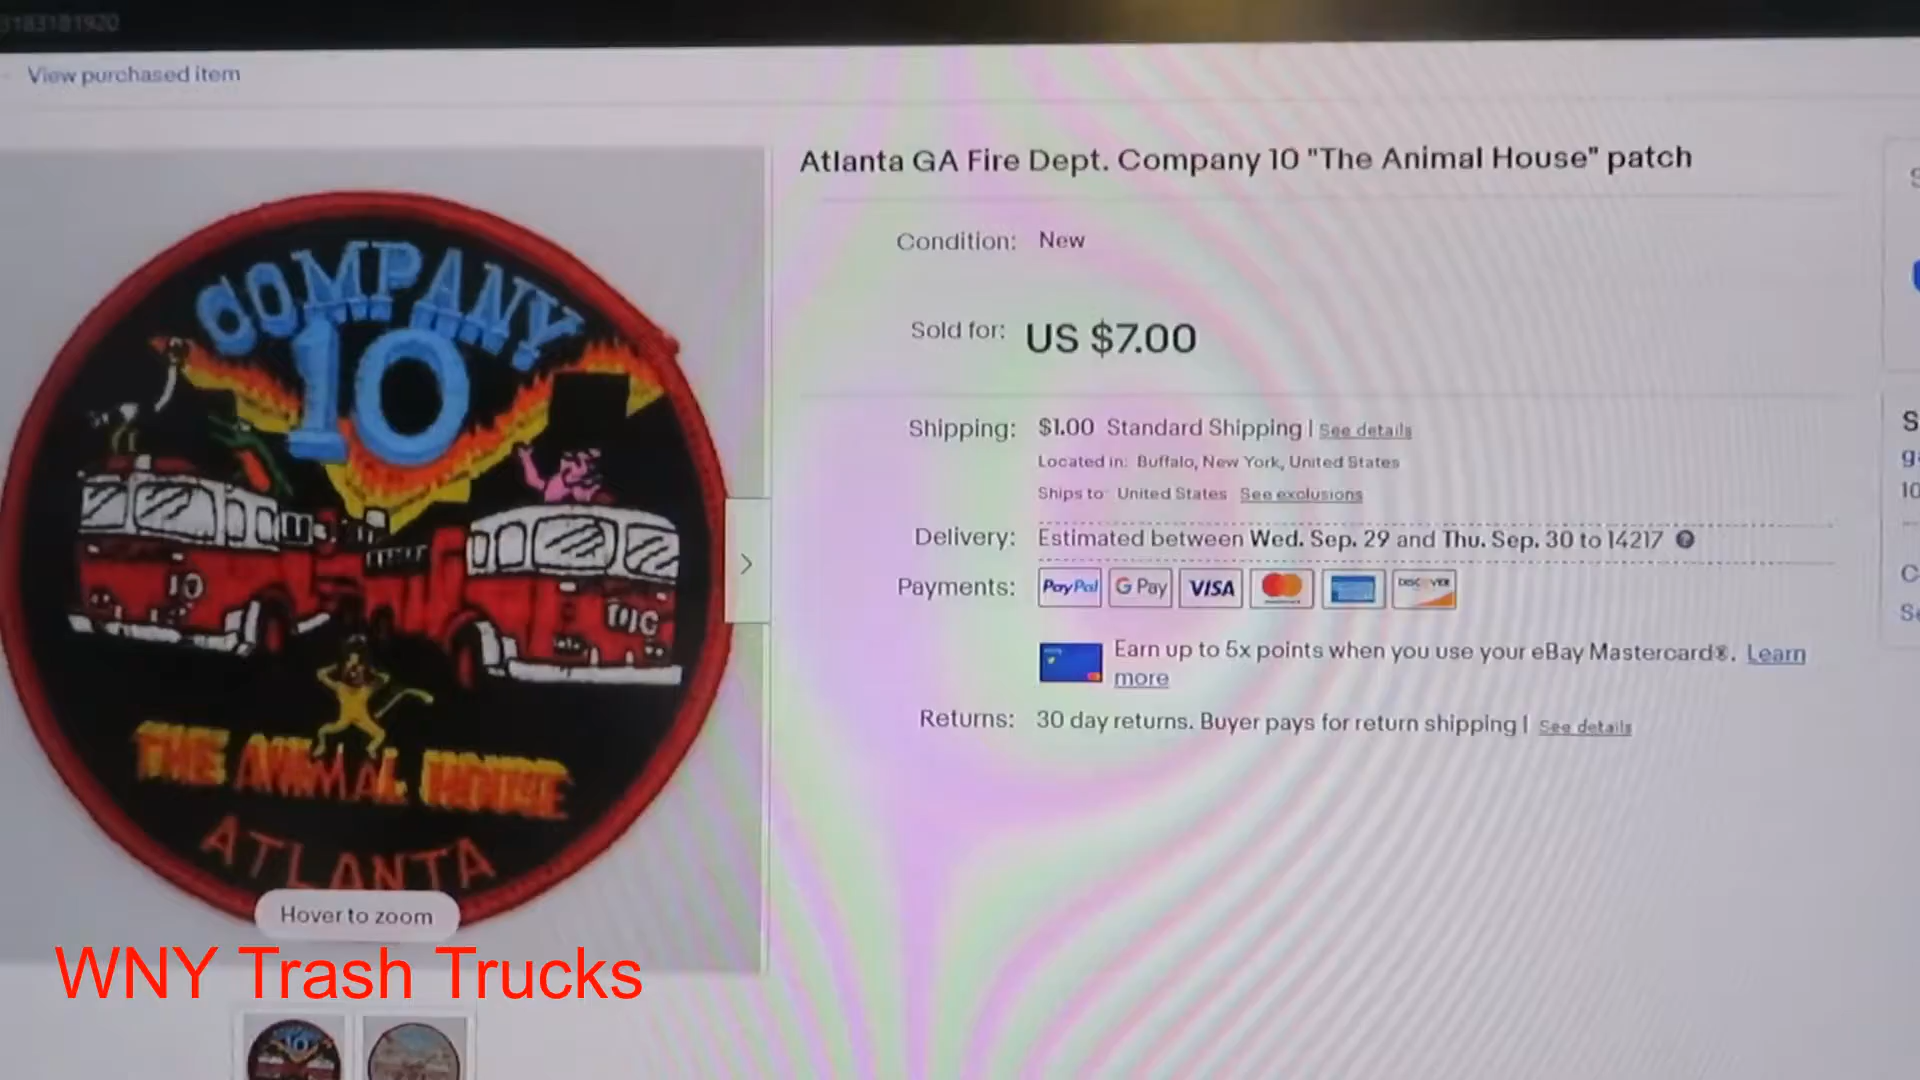 3183181920
View purchased item
Atlanta GA Fire Dept. Company 10 "The Animal House" patch
Condition: New
Sold for: US $7.00
Shipping: $1.00 Standard Shipping | See details
Located in: Buffalo, New York, United States
Ships to: United States See exclusions
Delivery: Estimated between Wed. Sep. 29 and Thu. Sep. 30 to 14217
Payments: PayPal G Pay VISA DISCOVER
Earn up to 5x points when you use your eBay Mastercard®. Learn
more
Returns: 30 day returns. Buyer pays for return shipping | See details
COMPANY
10
10
THE ANIMAL HOUSE
ATLANTA
Hover to zoom
WNY Trash Trucks